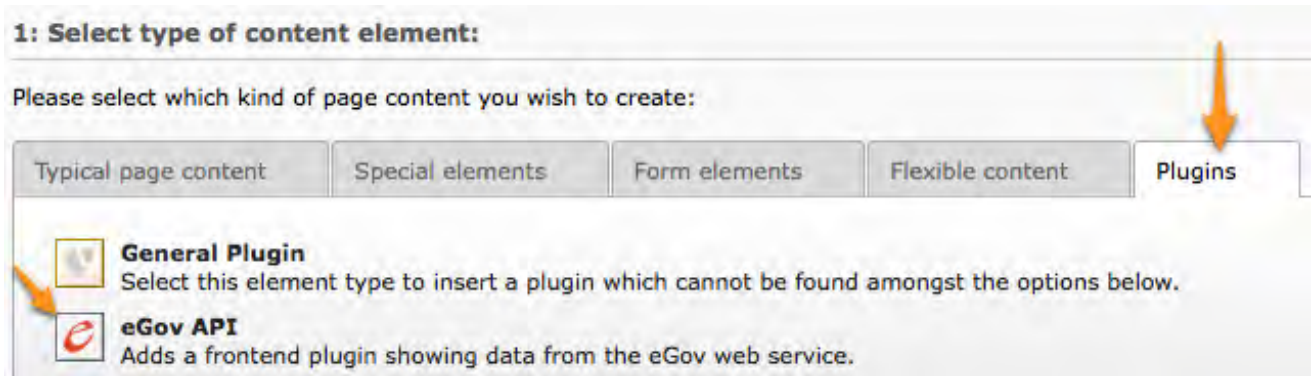 1: Select type of content element:
Please select which kind of page content you wish to create:
Typical page content Special elements Form elements Flexible content Plugins
General Plugin
Select this element type to insert a plugin which cannot be found amongst the options below.
e
eGov API
Adds a frontend plugin showing data from the eGov web service.